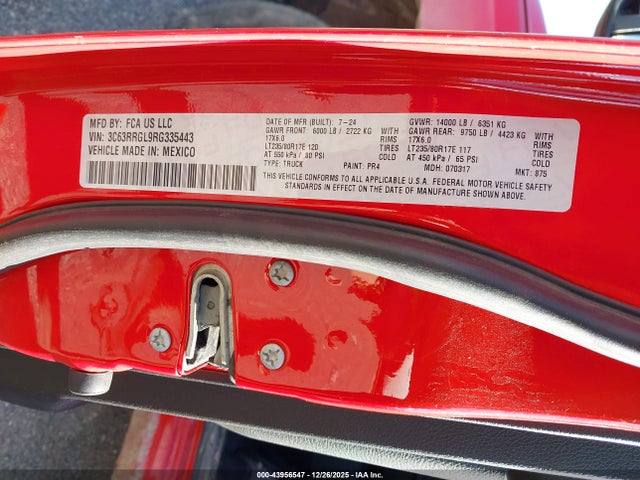 MFD BY: FCA US LLC
VIN: 3C63RRGL9RG335443
VEHICLE MADE IN: MEXICO
DATE OF MFR (BUILT): 7-24
GAWR FRONT: 6000 LB / 2722 KG
17X6.0 RIMS
LT235/80R17E 120 TIRES
AT 550 kPa / 80 PSI COLD
TYPE: TRUCK PAINT: PR4
GVWR: 14000 LB / 6351 KG
GAWR REAR: 9750 LB / 4423 KG
17X6.0 RIMS
LT235/80R17E 117 TIRES
AT 450 kPa / 65 PSI COLD
MDH: 070317 MKT: 875
THIS VEHICLE CONFORMS TO ALL APPLICABLE U.S.A. FEDERAL MOTOR VEHICLE SAFETY
STANDARDS IN EFFECT ON THE DATE OF MANUFACTURE SHOWN ABOVE.
000-43956547 - 12/26/2025 - Copyright © IAA, Inc.